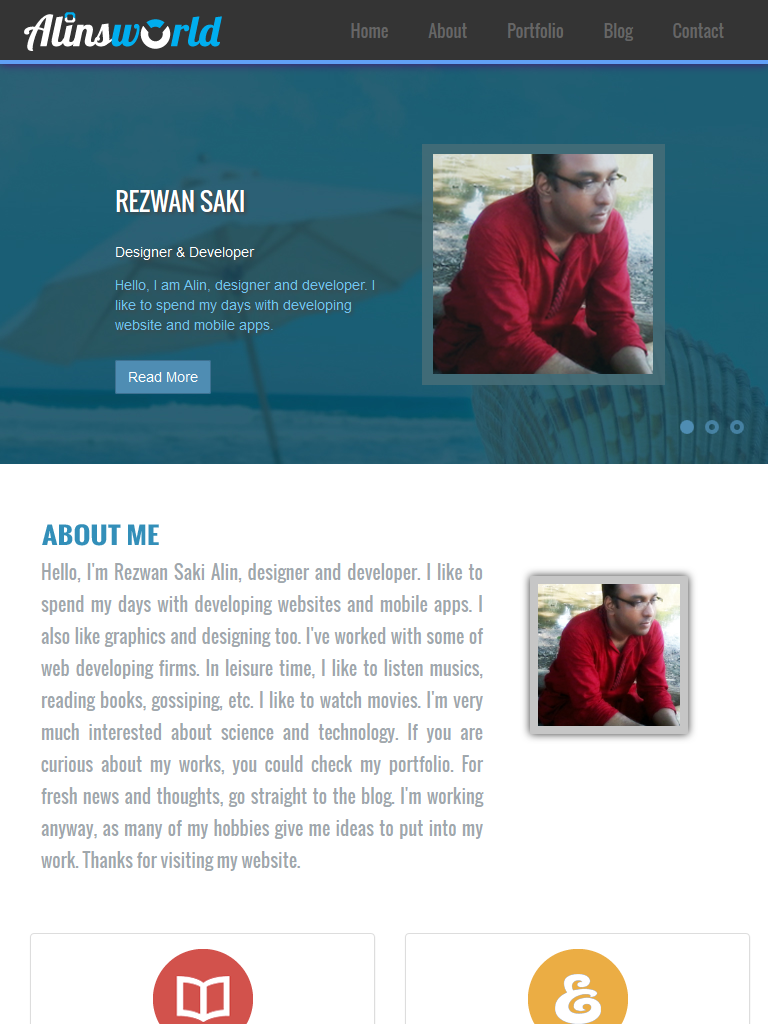 Alinsworld
Home About Portfolio Blog Contact
REZWAN SAKI
Designer & Developer
Hello, I am Alin, designer and developer. I
like to spend my days with developing
website and mobile apps.
Read More
ABOUT ME
Hello, I'm Rezwan Saki Alin, designer and developer. I like to
spend my days with developing websites and mobile apps. I
also like graphics and designing too. I've worked with some of
web developing firms. In leisure time, I like to listen musics,
reading books, gossiping, etc. I like to watch movies. I'm very
much interested about science and technology. If you are
curious about my works, you could check my portfolio. For
fresh news and thoughts, go straight to the blog. I'm working
anyway, as many of my hobbies give me ideas to put into my
work. Thanks for visiting my website.
&